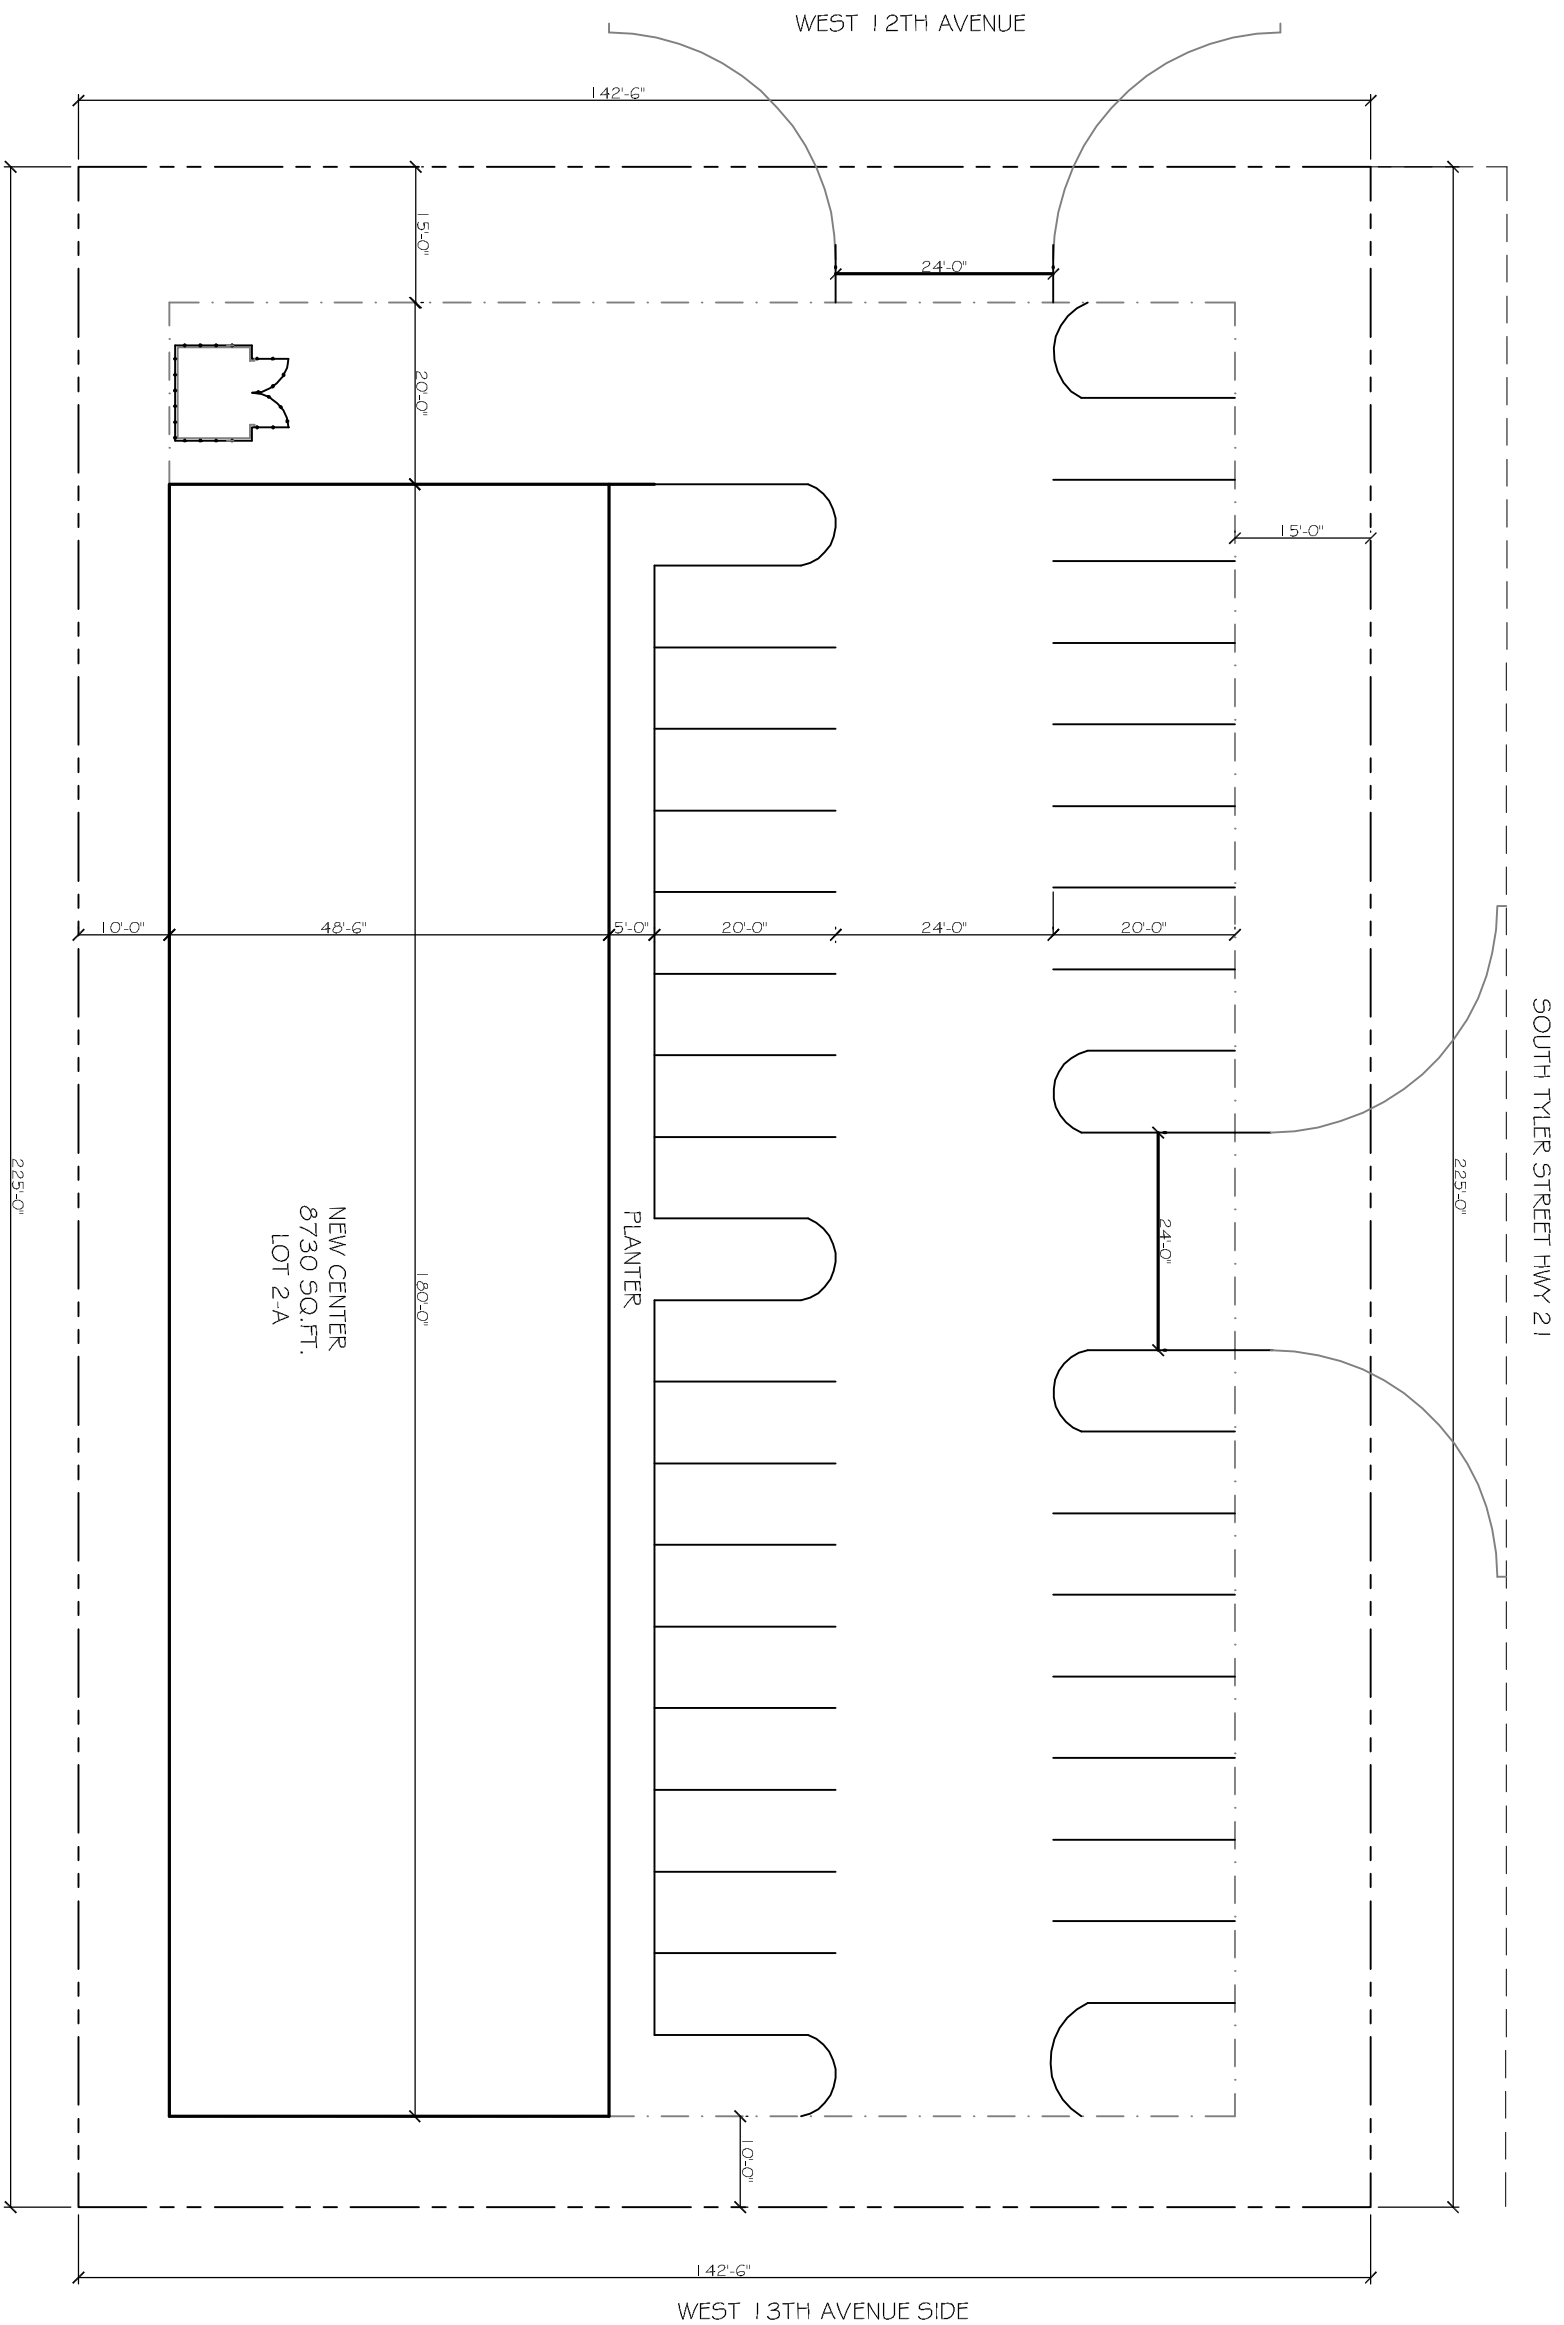 WEST 12TH AVENUE
142'-6"
15'-0"
24'-0"
20'-0"
15'-0"
10'-0"
48'-6"
5'-0"
20'-0"
24'-0"
20'-0"
SOUTH TYLER STREET HWY 21
225'-0"
225'-0"
24'-0"
PLANTER
NEW CENTER
8730 SQ.FT.
LOT 2-A
180'-0"
10'-0"
142'-6"
WEST 13TH AVENUE SIDE